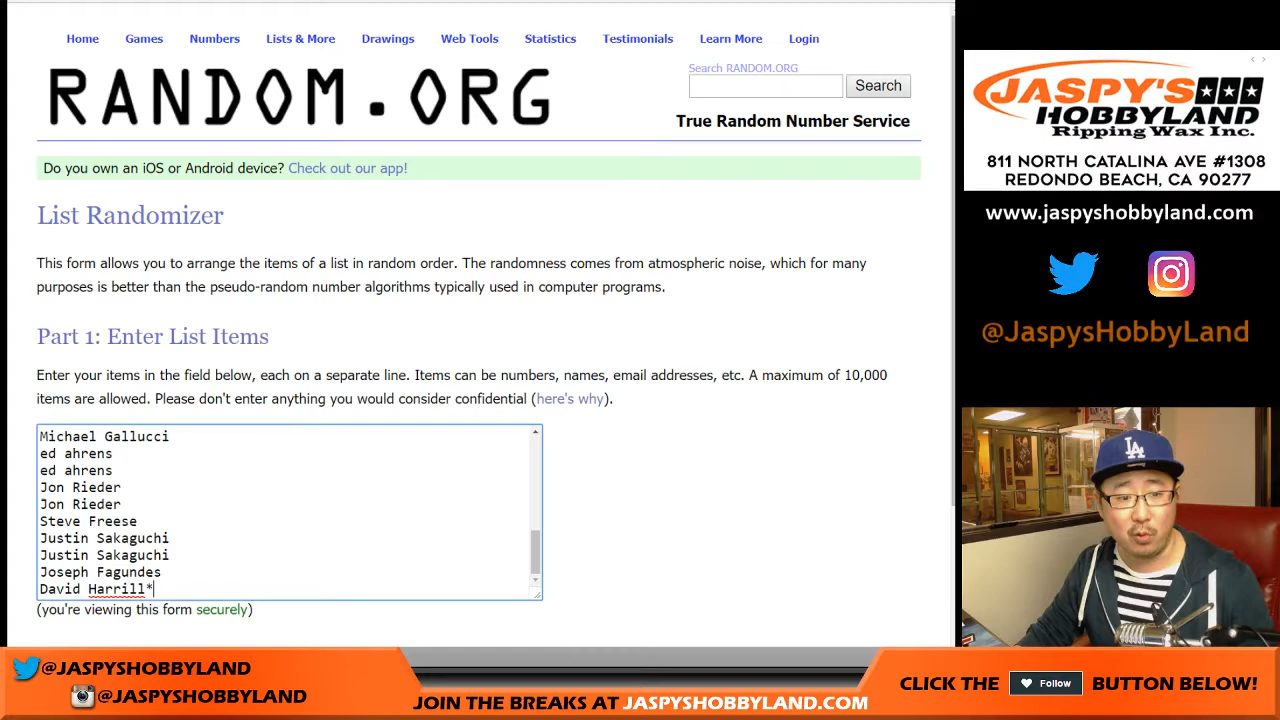 Home Games Numbers Lists & More Drawings Web Tools Statistics Testimonials Learn More Login
RANDOM.ORG
Search RANDOM.ORG
Search
True Random Number Service
Do you own an iOS or Android device? Check out our app!
List Randomizer
This form allows you to arrange the items of a list in random order. The randomness comes from atmospheric noise, which for many
purposes is better than the pseudo-random number algorithms typically used in computer programs.
Part 1: Enter List Items
Enter your items in the field below, each on a separate line. Items can be numbers, names, email addresses, etc. A maximum of 10,000
items are allowed. Please don't enter anything you would consider confidential (here's why).
Michael Gallucci
ed ahrens
ed ahrens
Jon Rieder
Jon Rieder
Steve Freese
Justin Sakaguchi
Justin Sakaguchi
Joseph Fagundes
David Harrill*
(you're viewing this form securely)
JASPY'S
HOBBYLAND
Ripping Wax Inc.
811 NORTH CATALINA AVE #1308
REDONDO BEACH, CA 90277
www.jaspyshobbyland.com
@JaspysHobbyLand
LA
@JASPYSHOBBYLAND
@JASPYSHOBBYLAND
JOIN THE BREAKS AT JASPYSHOBBYLAND.COM
CLICK THE Follow BUTTON BELOW!